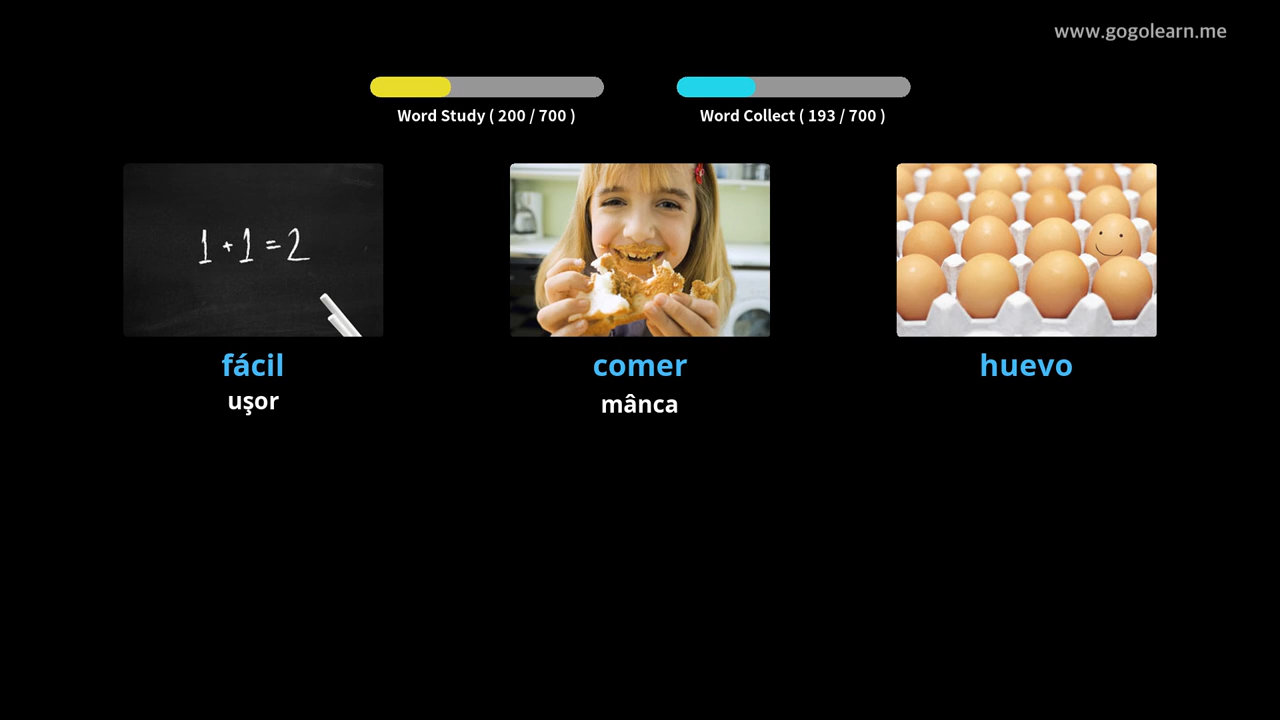 www.gogolearn.me
Word Study ( 200 / 700 )
Word Collect ( 193 / 700 )
1 + 1 = 2
fácil
comer
huevo
uşor
mânca